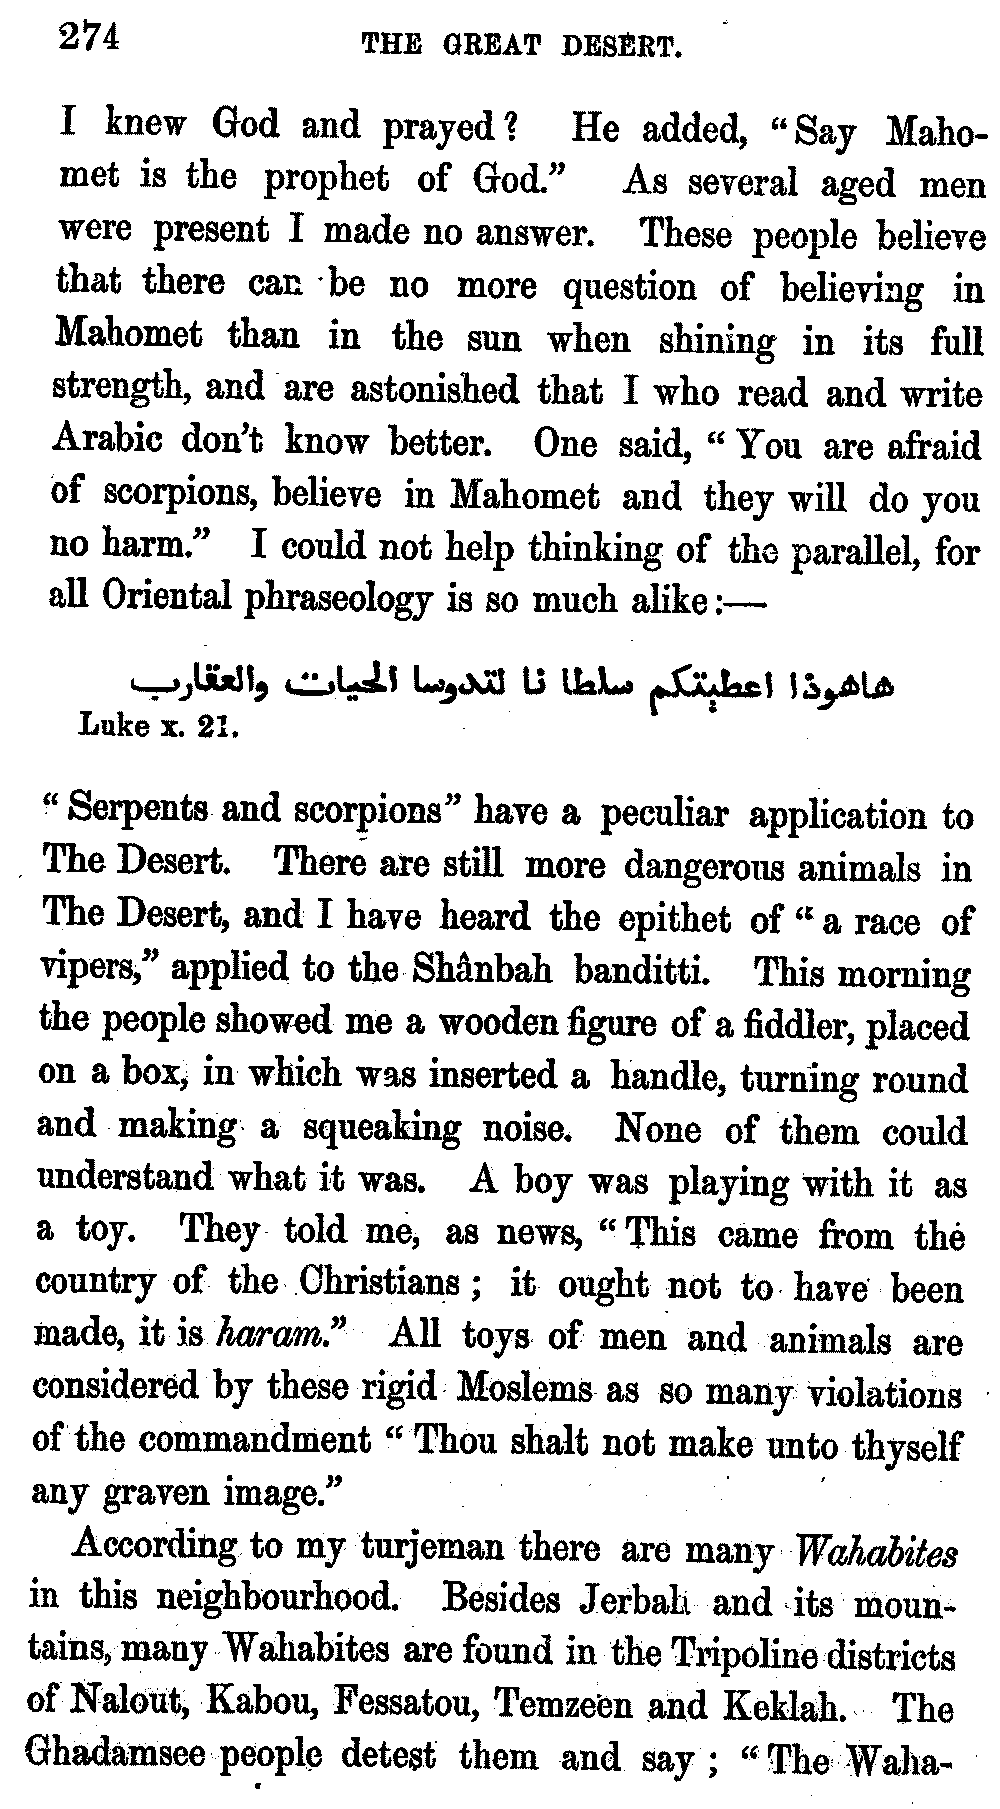 274 THE GREAT DESERT.
I knew God and prayed? He added, "Say Maho-
met is the prophet of God." As several aged men
were present I made no answer. These people believe
that there can be no more question of believing in
Mahomet than in the sun when shining in its full
strength, and are astonished that I who read and write
Arabic don't know better. One said, "You are afraid
of scorpions, believe in Mahomet and they will do you
no harm." I could not help thinking of the parallel, for
all Oriental phraseology is so much alike:—
هاهوذا اعطيتكم سلطا نا لتدوسا الحيات والعقارب
Luke x. 21.
"Serpents and scorpions" have a peculiar application to
The Desert. There are still more dangerous animals in
The Desert, and I have heard the epithet of "a race of
vipers," applied to the Shânbah banditti. This morning
the people showed me a wooden figure of a fiddler, placed
on a box, in which was inserted a handle, turning round
and making a squeaking noise. None of them could
understand what it was. A boy was playing with it as
a toy. They told me, as news, "This came from the
country of the Christians; it ought not to have been
made, it is haram." All toys of men and animals are
considered by these rigid Moslems as so many violations
of the commandment "Thou shalt not make unto thyself
any graven image."
According to my turjeman there are many Wahabites
in this neighbourhood. Besides Jerbah and its moun-
tains, many Wahabites are found in the Tripoline districts
of Nalout, Kabou, Fessatou, Temzeen and Keklah. The
Ghadamsee people detest them and say; "The Waha-